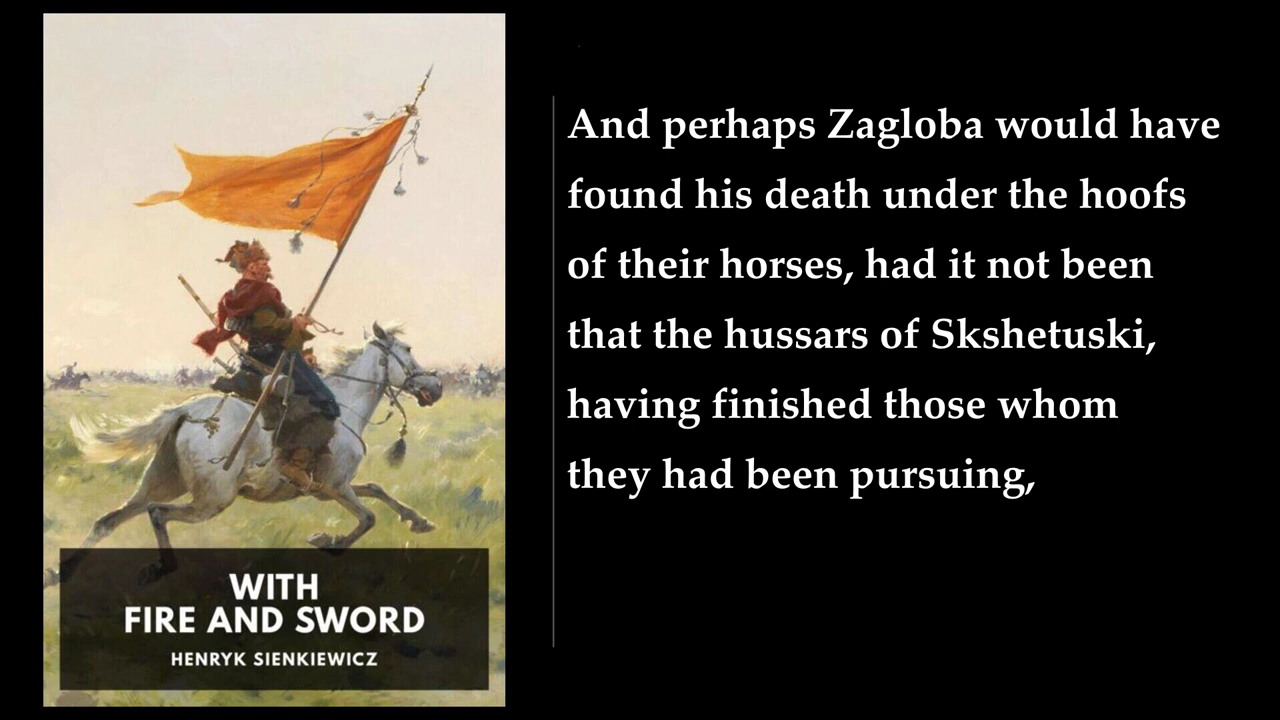 WITH
FIRE AND SWORD
HENRYK SIENKIEWICZ
And perhaps Zagloba would have
found his death under the hoofs
of their horses, had it not been
that the hussars of Skshetuski,
having finished those whom
they had been pursuing,